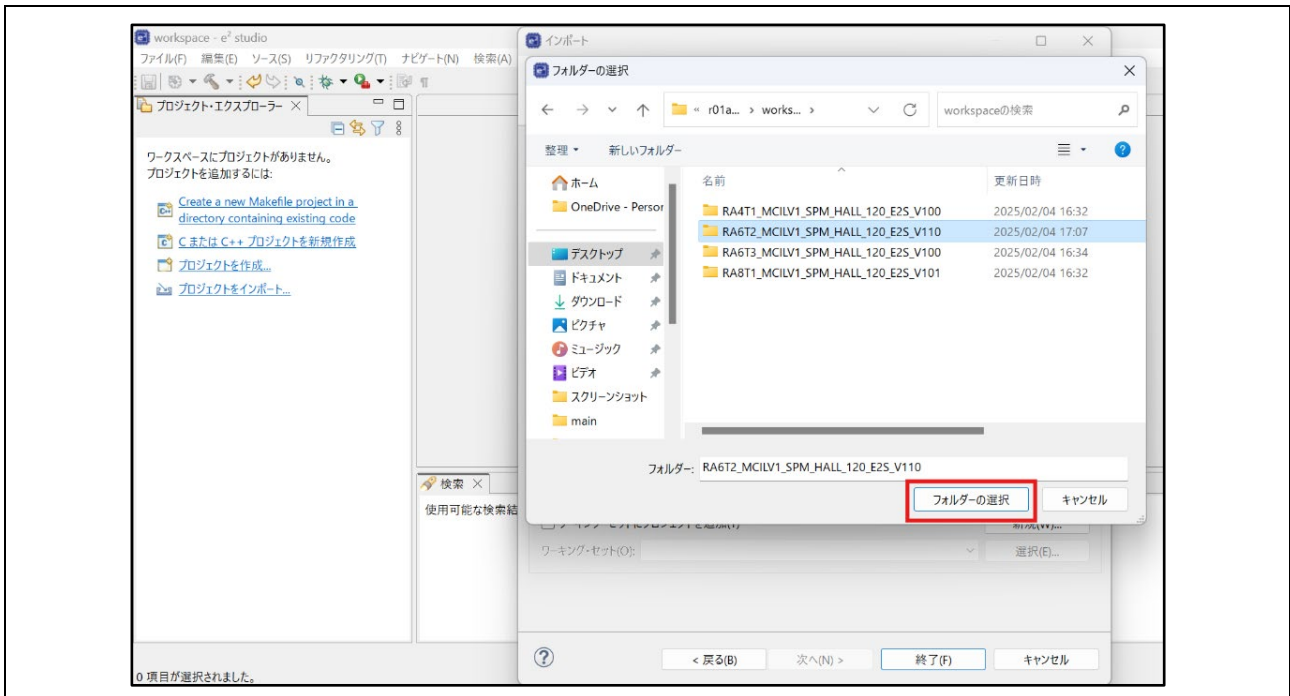 workspace - e² studio
ファイル(F) 編集(E) ソース(S) リファクタリング(T) ナビゲート(N) 検索(A)
プロジェクト・エクスプローラー
ワークスペースにプロジェクトがありません。
プロジェクトを追加するには:
Create a new Makefile project in a
directory containing existing code
C または C++ プロジェクトを新規作成
プロジェクトを作成...
プロジェクトをインポート...
検索
使用可能な検索結
0 項目が選択されました。
インポート
フォルダーの選択
« r01a... › works... ›
workspaceの検索
整理 新しいフォルダー
ホーム
OneDrive - Person
デスクトップ
ドキュメント
ダウンロード
ピクチャ
ミュージック
ビデオ
スクリーンショット
main
名前 更新日時
RA4T1_MCILV1_SPM_HALL_120_E2S_V100 2025/02/04 16:32
RA6T2_MCILV1_SPM_HALL_120_E2S_V110 2025/02/04 17:07
RA6T3_MCILV1_SPM_HALL_120_E2S_V100 2025/02/04 16:34
RA8T1_MCILV1_SPM_HALL_120_E2S_V101 2025/02/04 16:32
フォルダー: RA6T2_MCILV1_SPM_HALL_120_E2S_V110
フォルダーの選択 キャンセル
ワーキング・セット(O): 選択(E)...
< 戻る(B) 次へ(N) > 終了(F) キャンセル